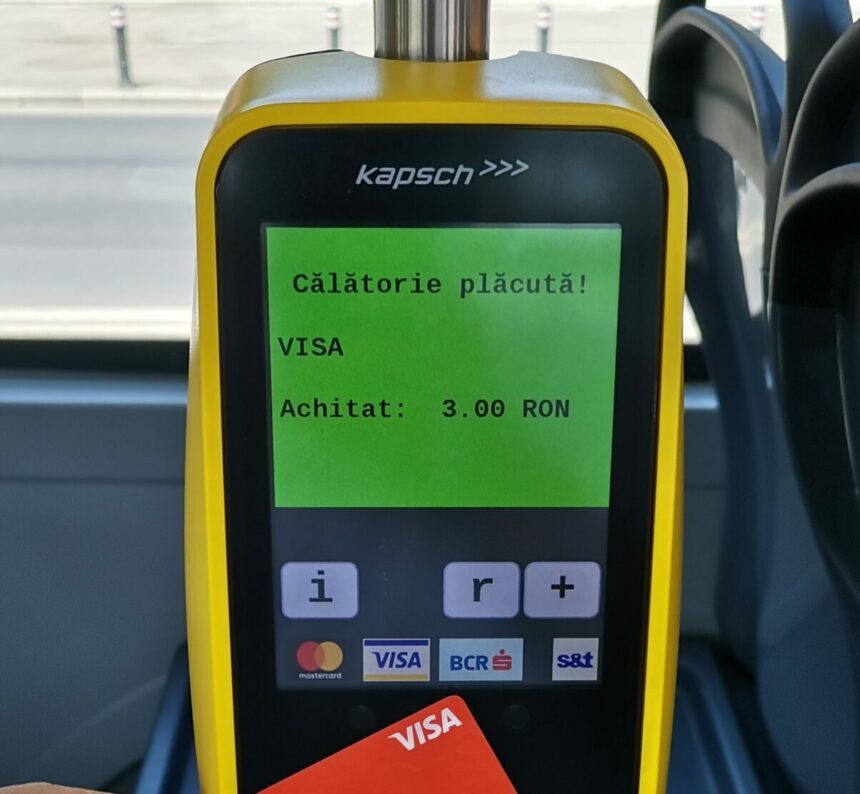 kapsch >>>
Călătorie plăcută!
VISA
Achitat: 3.00 RON
i r +
mastercard VISA BCR S s&t
VISA